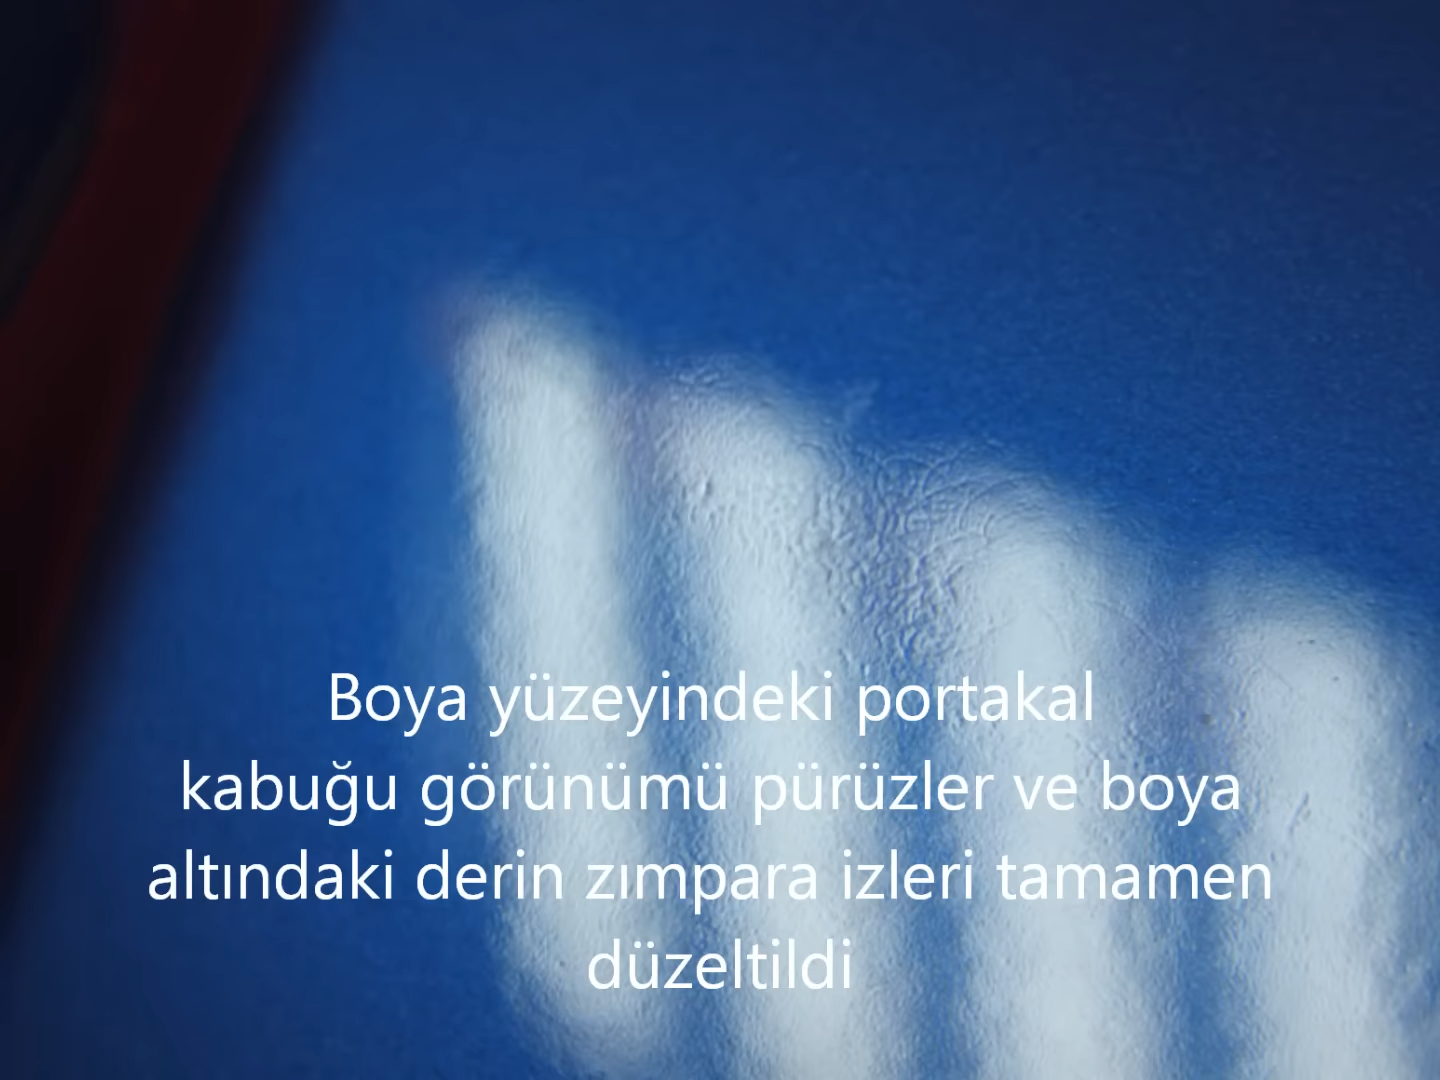 Boya yüzeyindeki portakal
kabuğu görünümü pürüzler ve boya
altındaki derin zımpara izleri tamamen
düzeltildi